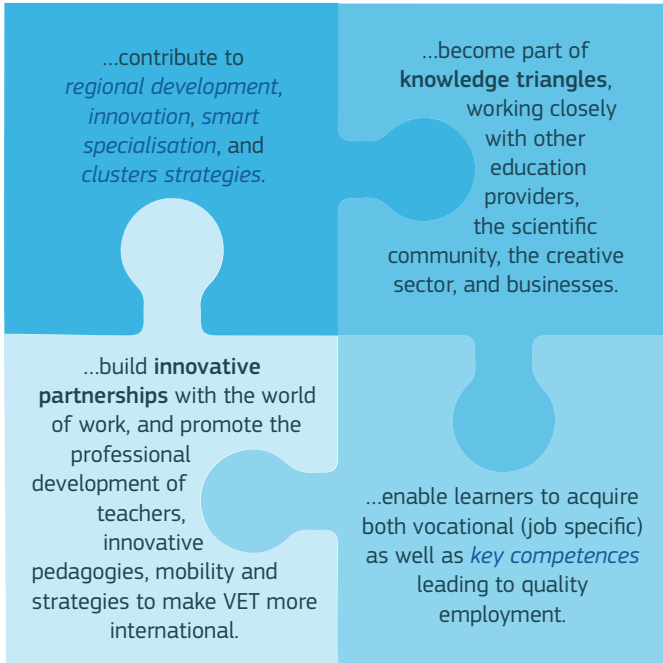 ...contribute to
regional development,
innovation, smart
specialisation, and
clusters strategies.
...become part of
knowledge triangles,
working closely
with other
education
providers,
the scientific
community, the creative
sector, and businesses.
...build innovative
partnerships with the world
of work, and promote the
professional
development of
teachers,
innovative
pedagogies, mobility and
strategies to make VET more
international.
...enable learners to acquire
both vocational (job specific)
as well as key competences
leading to quality
employment.